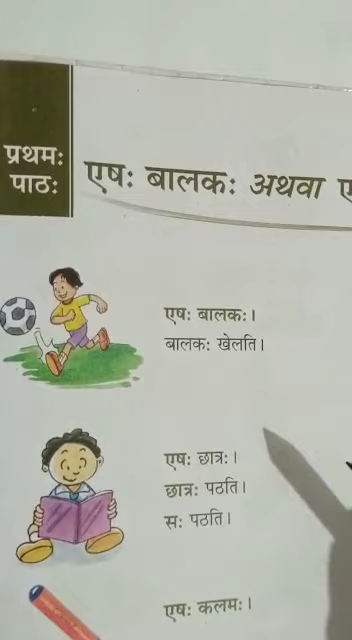 प्रथमः
पाठः
एषः बालकः अथवा
एषः बालकः।
बालकः खेलति।
एषः छात्रः।
छात्रः पठति।
सः पठति।
एषः कलमः।